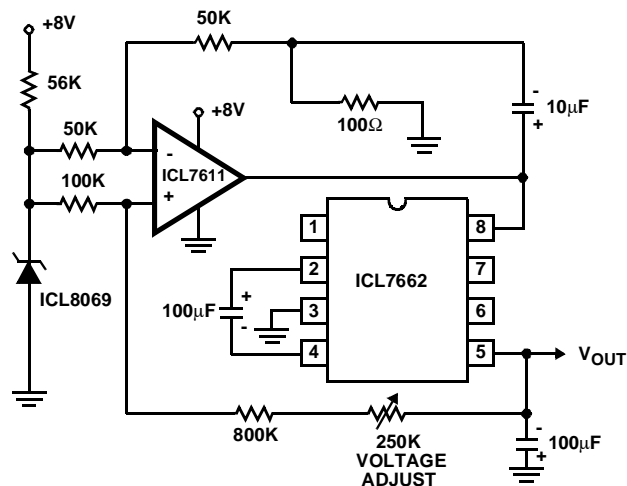 +8V
50K
56K
+8V
100Ω
-
10μF
+
50K
-
ICL7611
100K
+
1
8
2
ICL7662
7
ICL8069
+
100μF
-
3
6
4
5
VOUT
800K
250K
VOLTAGE
ADJUST
-
100μF
+